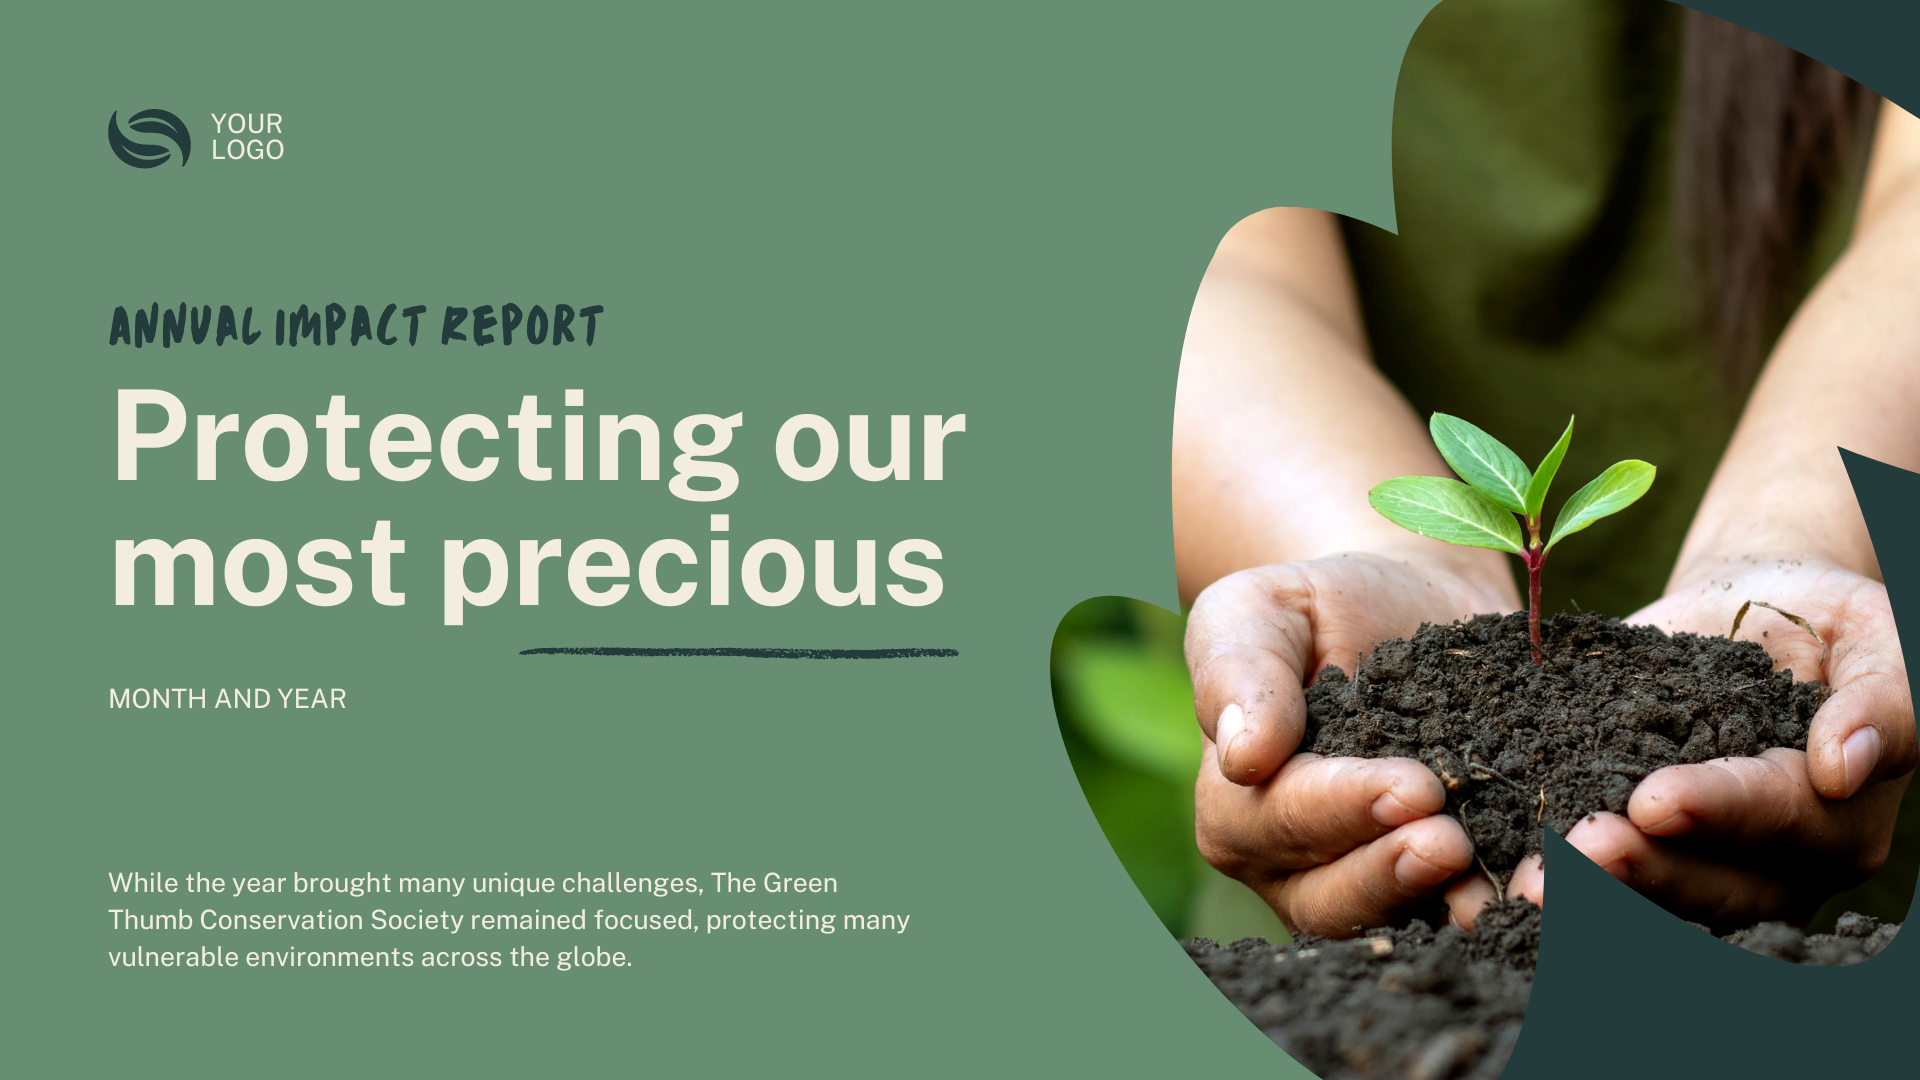 YOUR
LOGO
ANNUAL IMPACT REPORT
Protecting our
most precious
MONTH AND YEAR
While the year brought many unique challenges, The Green
Thumb Conservation Society remained focused, protecting many
vulnerable environments across the globe.